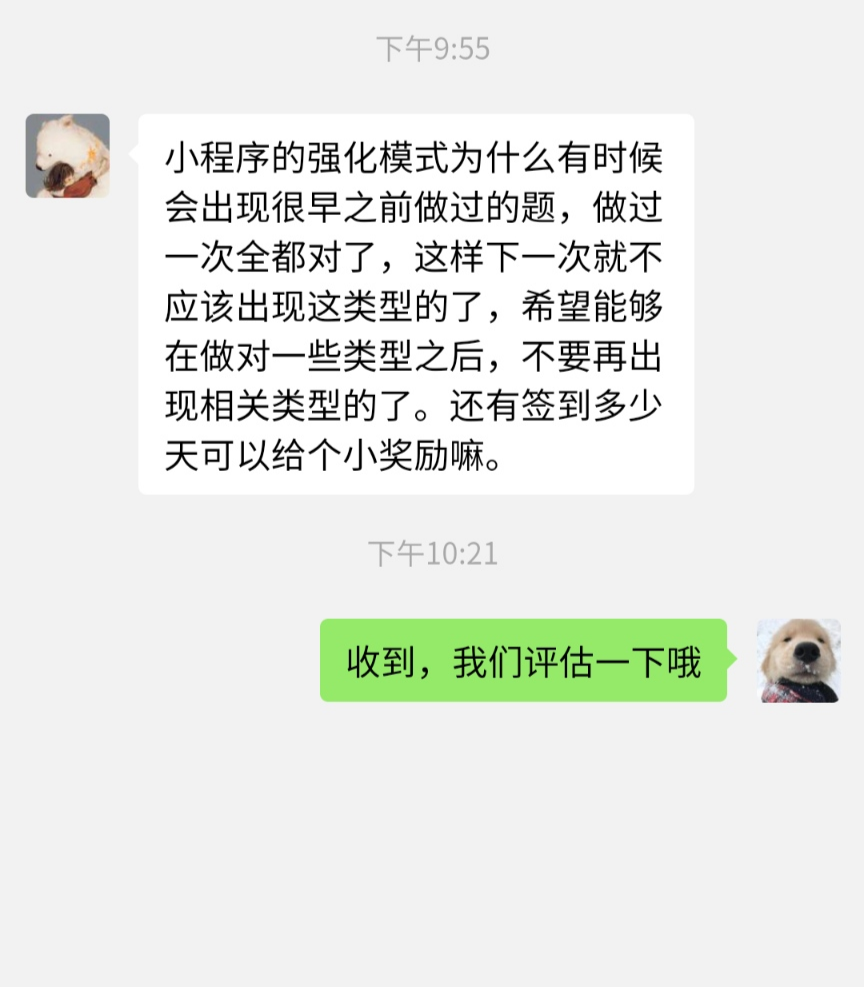 下午9:55
小程序的强化模式为什么有时候
会出现很早之前做过的题，做过
一次全都对了，这样下一次就不
应该出现这类型的了，希望能够
在做对一些类型之后，不要再出
现相关类型的了。还有签到多少
天可以给个小奖励嘛。
下午10:21
收到，我们评估一下哦